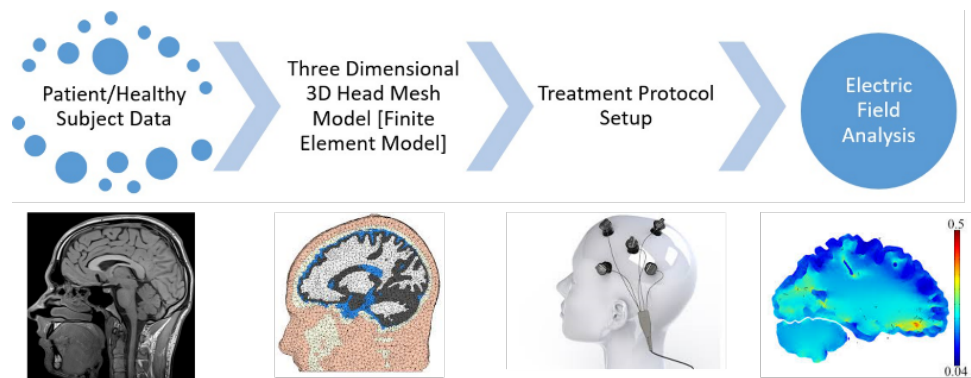 Patient/Healthy
Subject Data
Three Dimensional
3D Head Mesh
Model [Finite
Element Model]
Treatment Protocol
Setup
Electric
Field
Analysis
0.5
0.04